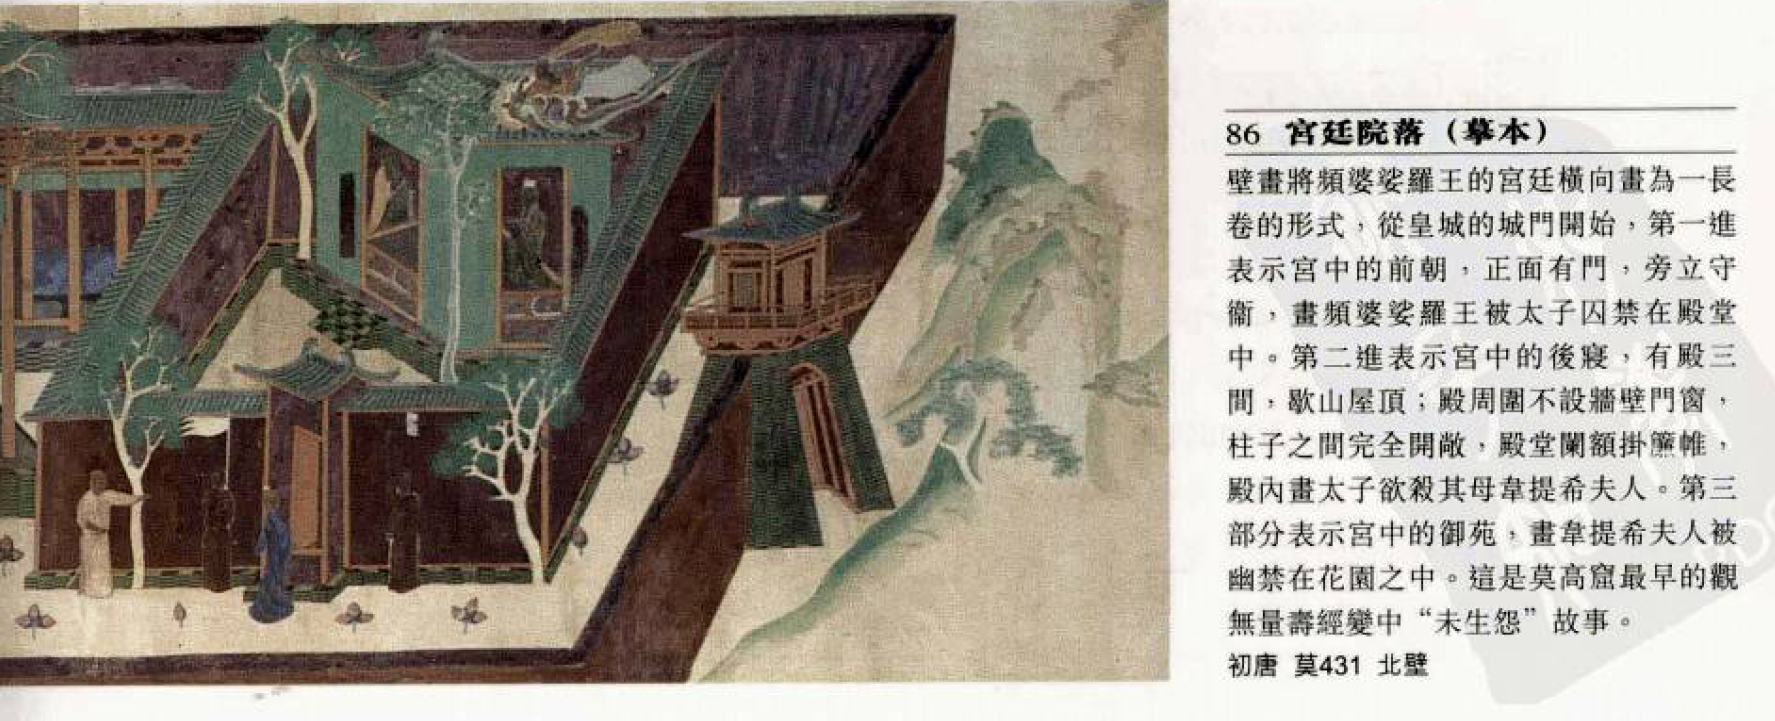 86 宮廷院落（摹本）
壁畫將頻婆娑羅王的宮廷橫向畫為一長
卷的形式，從皇城的城門開始，第一進
表示宮中的前朝，正面有門，旁立守
衞，畫頻婆娑羅王被太子囚禁在殿堂
中。第二進表示宮中的後寢，有殿三
間，歇山屋頂；殿周圍不設牆壁門窗，
柱子之間完全開敞，殿堂闌額掛簾帷，
殿內畫太子欲殺其母韋提希夫人。第三
部分表示宮中的御苑，畫韋提希夫人被
幽禁在花園之中。這是莫高窟最早的觀
無量壽經變中“未生怨”故事。
初唐 莫431 北壁